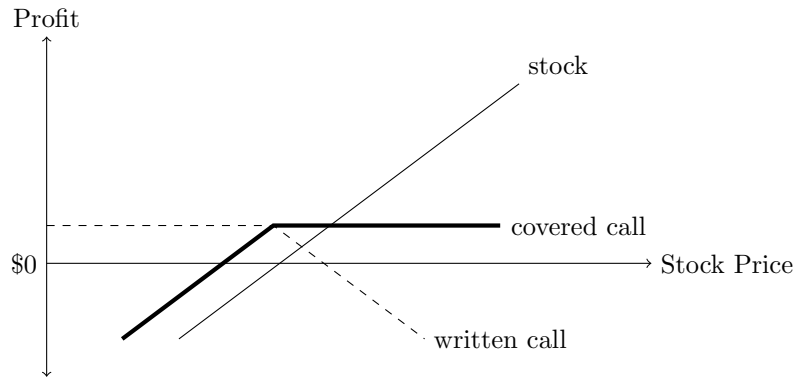 Profit
stock
covered call
$0
Stock Price
written call